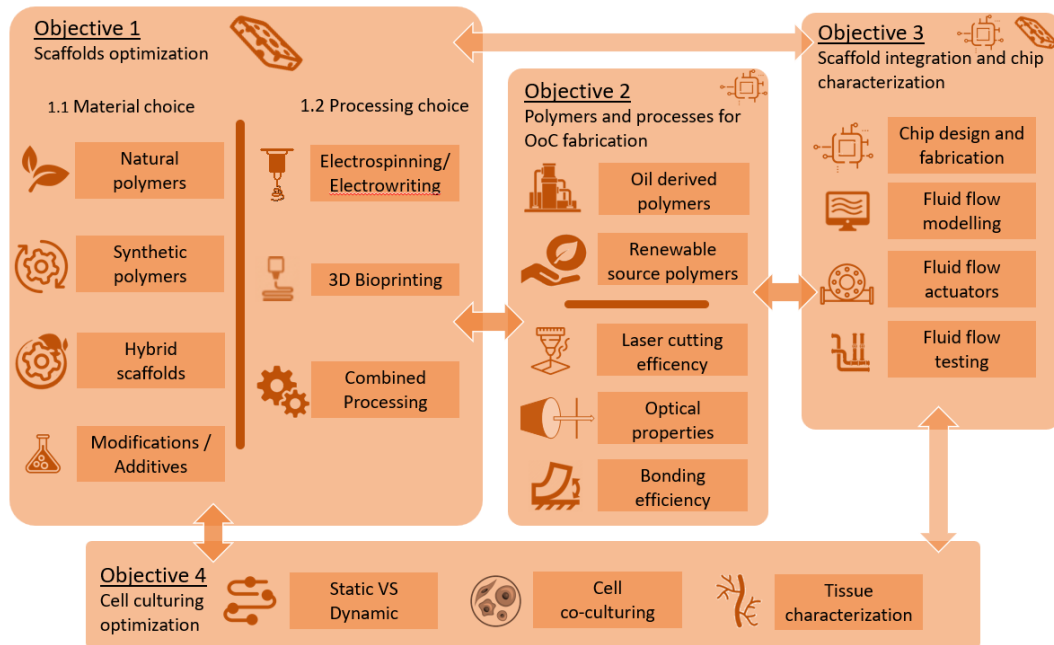 Objective 1
Scaffolds optimization
1.1 Material choice
Natural
polymers
Synthetic
polymers
Hybrid
scaffolds
Modifications /
Additives
1.2 Processing choice
Electrospinning/
Electrowriting
3D Bioprinting
Combined
Processing
Objective 2
Polymers and processes for
OoC fabrication
Oil derived
polymers
Renewable
source polymers
Laser cutting
efficency
Optical
properties
Bonding
efficiency
Objective 3
Scaffold integration and chip
characterization
Chip design and
fabrication
Fluid flow
modelling
Fluid flow
actuators
Fluid flow
testing
Objective 4
Cell culturing
optimization
Static VS
Dynamic
Cell
co-culturing
Tissue
characterization